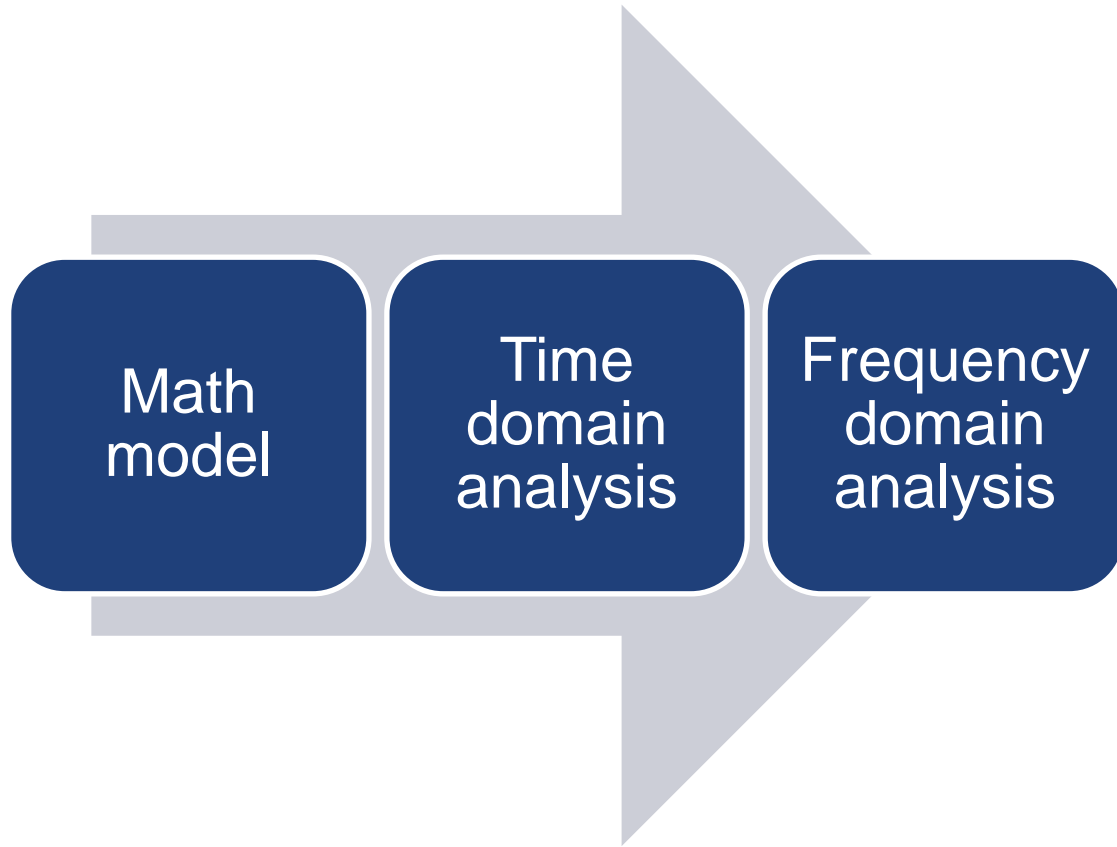 Math
model
Time
domain
analysis
Frequency
domain
analysis